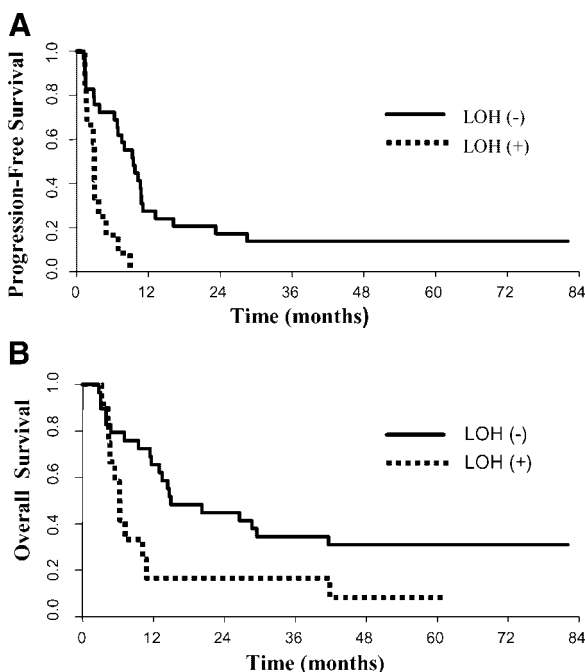 A
Progression-Free Survival
1.0
0.8
0.6
0.4
0.2
0.0
LOH (-)
LOH (+)
0 12 24 36 48 60 72 84
Time (months)
B
Overall Survival
1.0
0.8
0.6
0.4
0.2
0.0
LOH (-)
LOH (+)
0 12 24 36 48 60 72 84
Time (months)